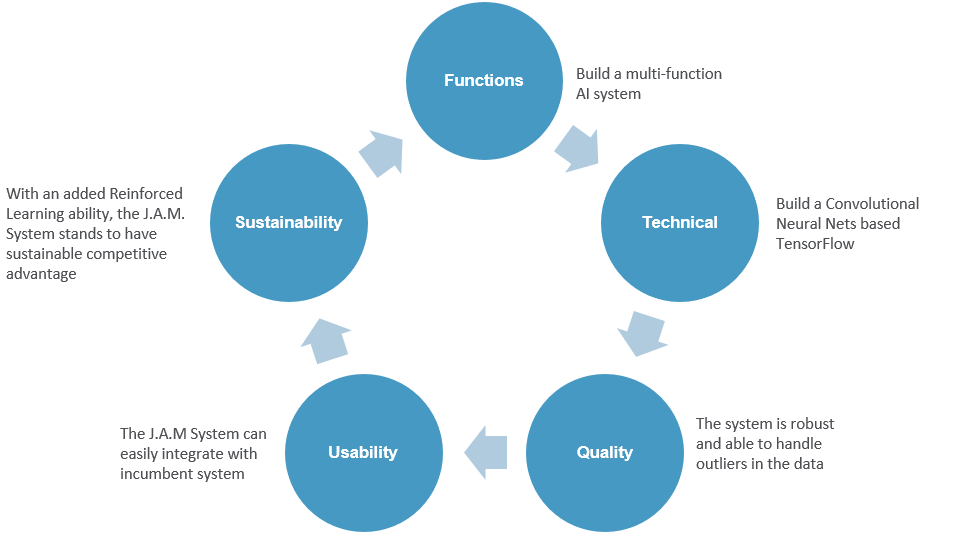 Functions
Build a multi-function
AI system
Technical
Build a Convolutional
Neural Nets based
TensorFlow
Quality
The system is robust
and able to handle
outliers in the data
Usability
The J.A.M System can
easily integrate with
incumbent system
Sustainability
With an added Reinforced
Learning ability, the J.A.M.
System stands to have
sustainable competitive
advantage